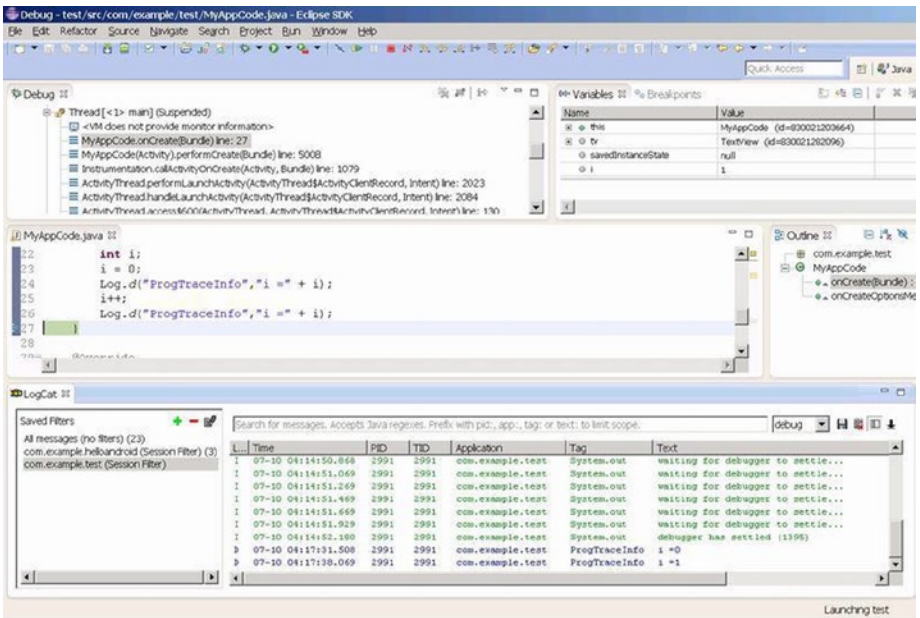 Debug - test/src/com/example/test/MyAppCode.java - Eclipse SDK
File Edit Refactor Source Navigate Search Project Run Window Help
Quick Access
Java
Debug
Thread [<1> main] (Suspended)
<VM does not provide monitor information>
MyAppCode.onCreate(Bundle) line: 27
MyAppCode(Activity).performCreate(Bundle) line: 5008
Instrumentation.callActivityOnCreate(Activity, Bundle) line: 1079
ActivityThread.performLaunchActivity(ActivityThread$ActivityClientRecord, Intent) line: 2023
ActivityThread.handleLaunchActivity(ActivityThread$ActivityClientRecord, Intent) line: 2084
ActivityThread.access$600(ActivityThread, ActivityThread$ActivityClientRecord, Intent) line: 130
Variables Breakpoints
Name Value
this MyAppCode (id=830021203664)
tv TextView (id=830021282096)
savedInstanceState null
i 1
MyAppCode.java
22 int i;
23 i = 0;
24 Log.d("ProgTraceInfo","i =" + i);
25 i++;
26 Log.d("ProgTraceInfo","i =" + i);
27 }
28
Outline
com.example.test
MyAppCode
onCreate(Bundle) :
onCreateOptionsMe
LogCat
Saved Filters
All messages (no filters) (23)
com.example.helloandroid (Session Filter) (3)
com.example.test (Session Filter)
Search for messages. Accepts Java regexes. Prefix with pid:, app:, tag: or text: to limit scope.
debug
L... Time PID TID Application Tag Text
I 07-10 04:14:50.868 2991 2991 com.example.test System.out waiting for debugger to settle...
I 07-10 04:14:51.069 2991 2991 com.example.test System.out waiting for debugger to settle...
I 07-10 04:14:51.269 2991 2991 com.example.test System.out waiting for debugger to settle...
I 07-10 04:14:51.469 2991 2991 com.example.test System.out waiting for debugger to settle...
I 07-10 04:14:51.669 2991 2991 com.example.test System.out waiting for debugger to settle...
I 07-10 04:14:51.929 2991 2991 com.example.test System.out waiting for debugger to settle...
I 07-10 04:14:52.180 2991 2991 com.example.test System.out debugger has settled (1395)
D 07-10 04:17:31.508 2991 2991 com.example.test ProgTraceInfo i =0
D 07-10 04:17:38.069 2991 2991 com.example.test ProgTraceInfo i =1
Launching test